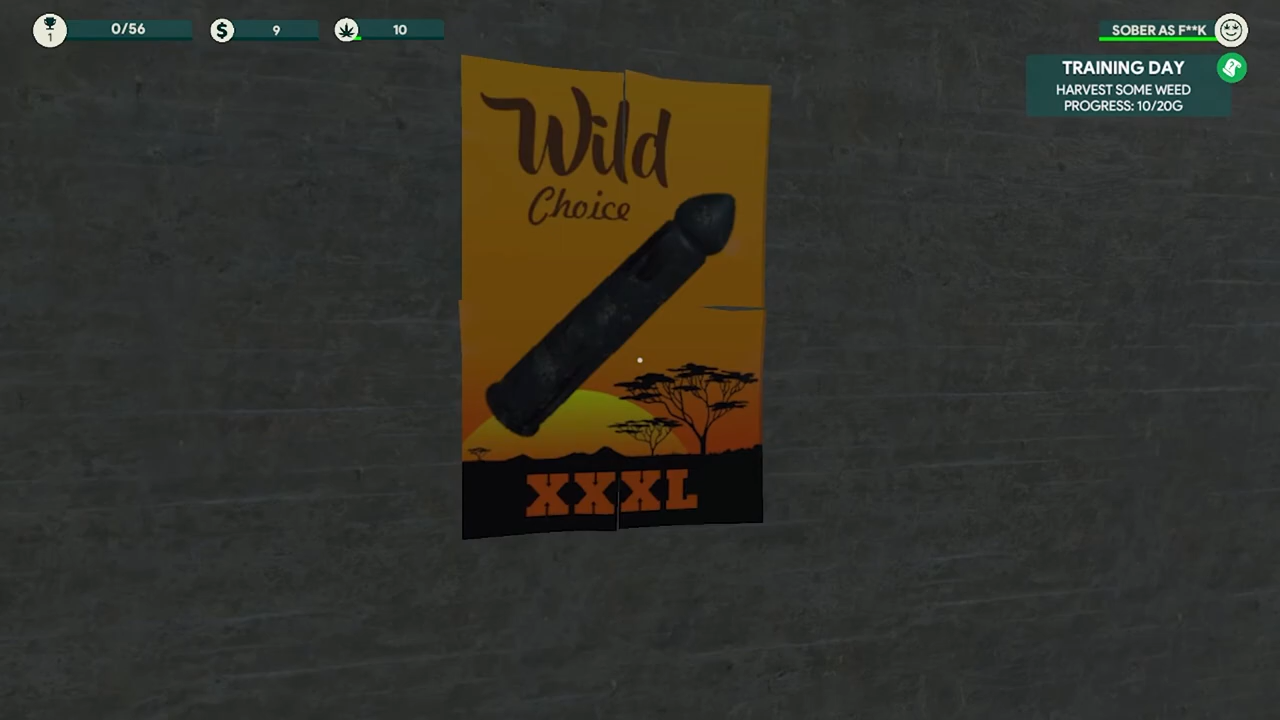 1
0/56
$
9
10
SOBER AS F**K
TRAINING DAY
HARVEST SOME WEED
PROGRESS: 10/20G
Wild
Choice
XXXL